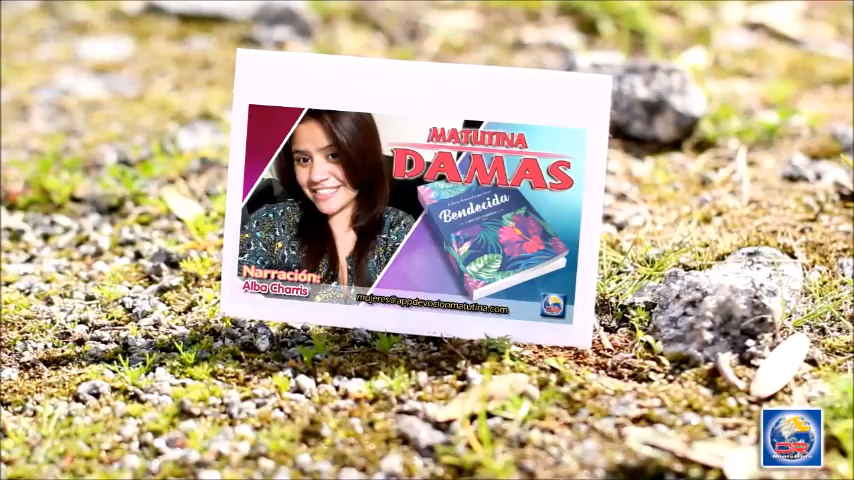 MATUTINA
DAMAS
Bendecida
Narración:
Alba Charris
mujeres@appdevocionmatutina.com